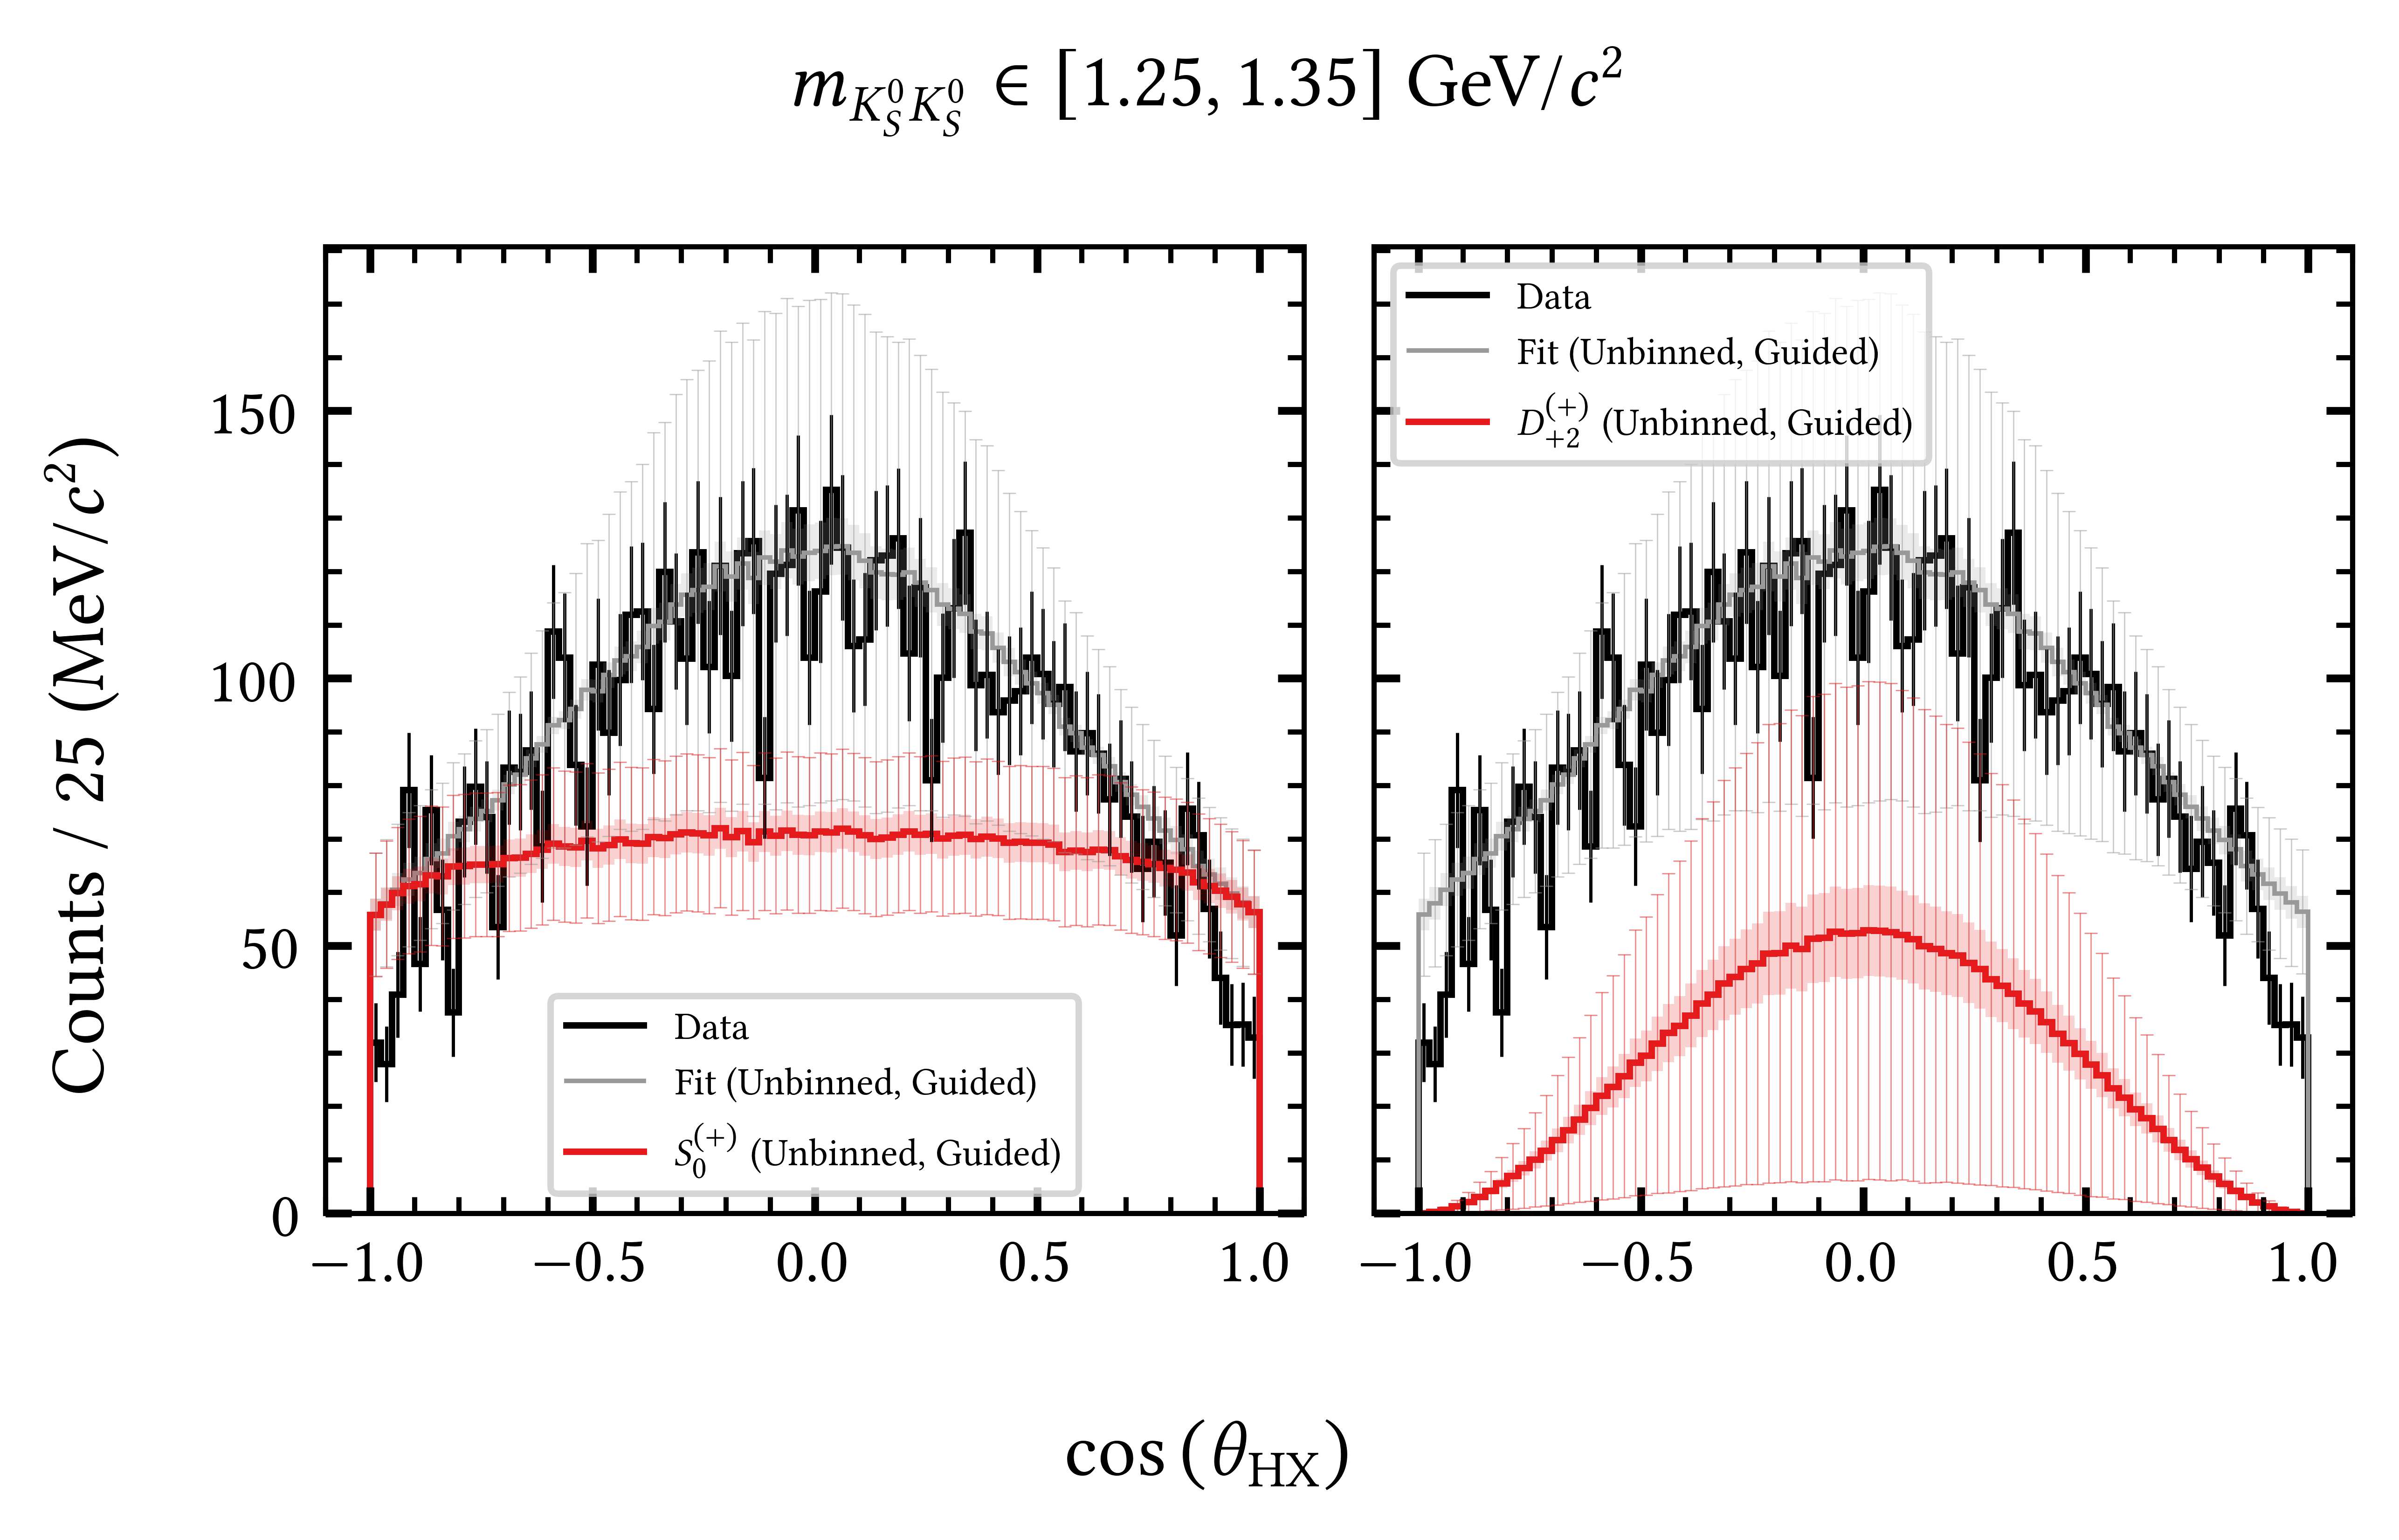 m_{K_S^0 K_S^0} ∈ [1.25, 1.35] GeV/c²
Counts / 25 (MeV/c²)
150
100
50
0
Data
Fit (Unbinned, Guided)
S_0^{(+)} (Unbinned, Guided)
−1.0 −0.5 0.0 0.5 1.0
Data
Fit (Unbinned, Guided)
D_{+2}^{(+)} (Unbinned, Guided)
−1.0 −0.5 0.0 0.5 1.0
cos (θ_{HX})